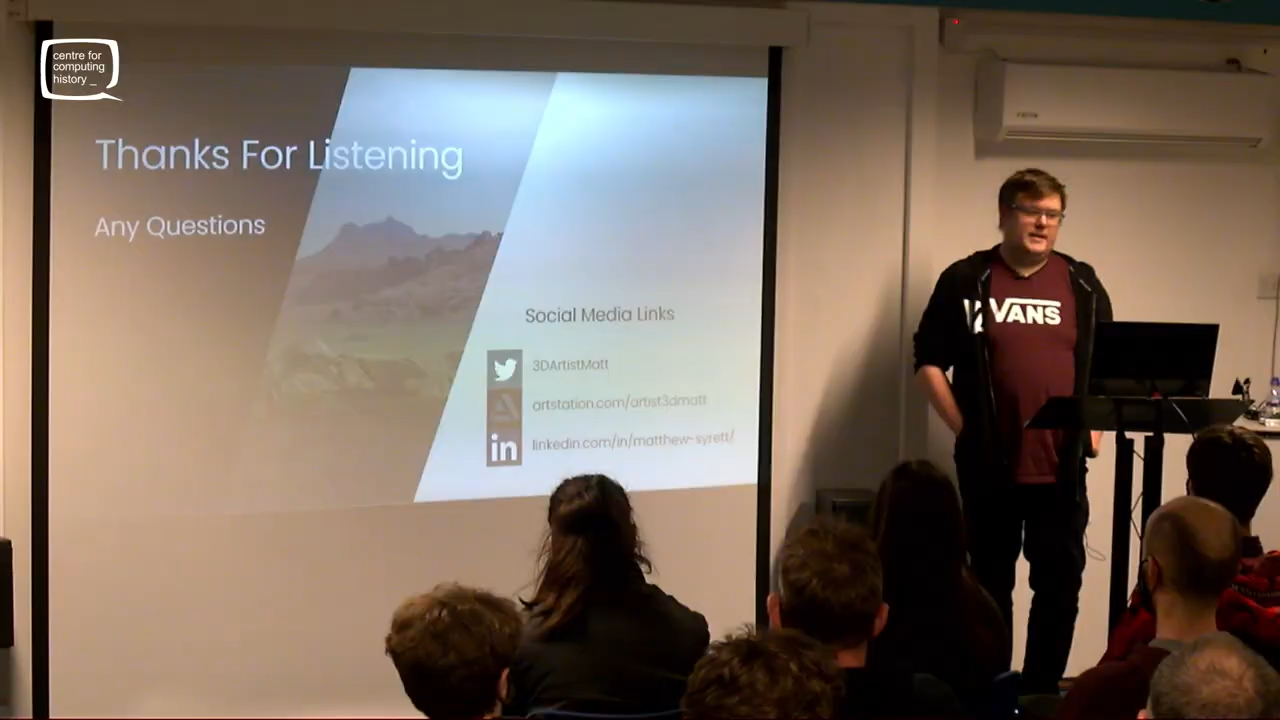 centre for
computing
history _
Thanks For Listening
Any Questions
Social Media Links
3DArtistMatt
artstation.com/artist3dmatt
in linkedin.com/in/matthew-syrett/
VANS